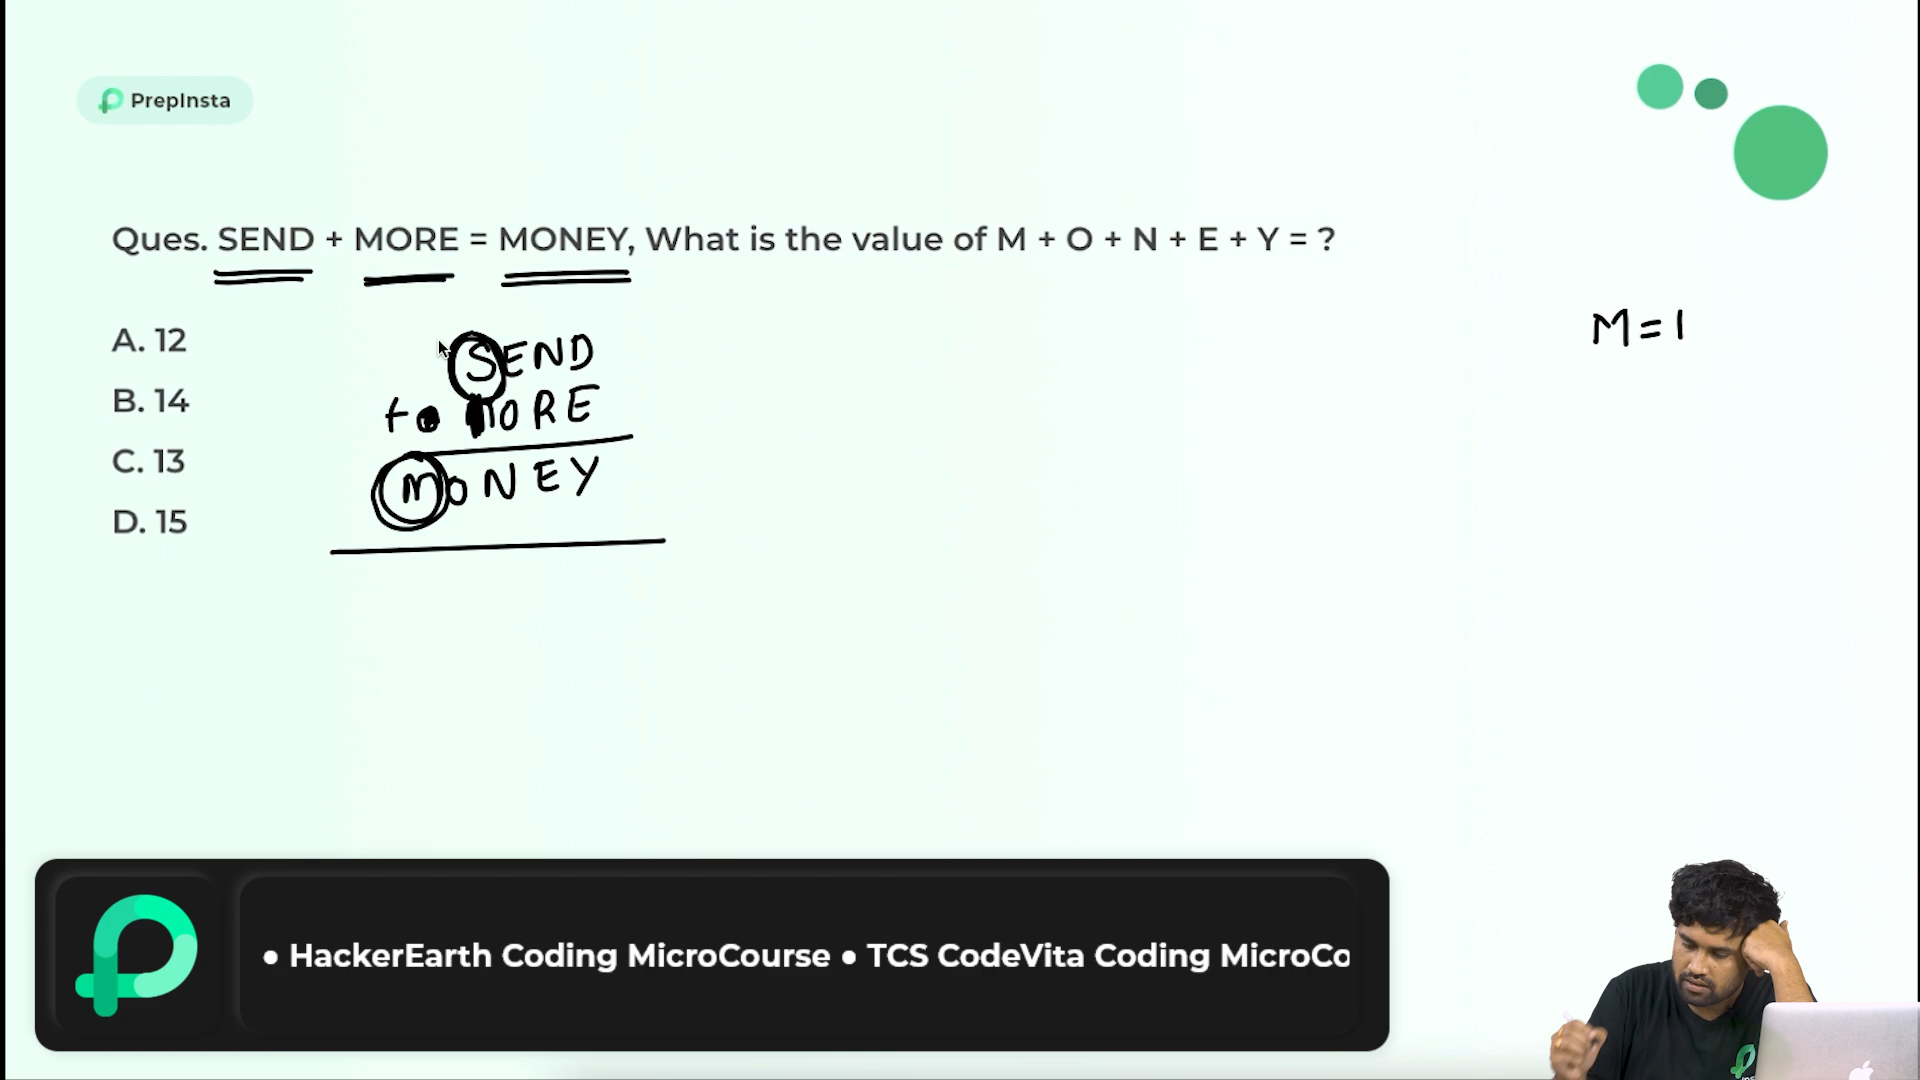 PrepInsta
Ques. SEND + MORE = MONEY, What is the value of M + O + N + E + Y = ?
M = 1
A. 12
B. 14
C. 13
D. 15
SEND
+ MORE
MONEY
• HackerEarth Coding MicroCourse • TCS CodeVita Coding MicroCo